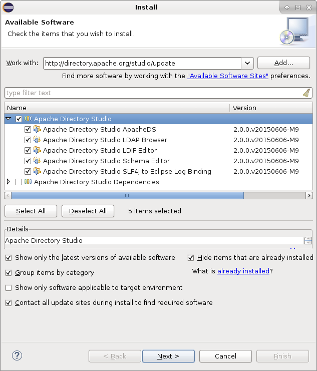 Install
Available Software
Check the items that you wish to install.
Work with: http://directory.apache.org/studio/update Add...
Find more software by working with the "Available Software Sites" preferences.
type filter text
Name Version
Apache Directory Studio
Apache Directory Studio ApacheDS 2.0.0.v20150606-M9
Apache Directory Studio LDAP Browser 2.0.0.v20150606-M9
Apache Directory Studio LDIF Editor 2.0.0.v20150606-M9
Apache Directory Studio Schema Editor 2.0.0.v20150606-M9
Apache Directory Studio SLF4J to Eclipse Log Binding 2.0.0.v20150606-M9
Apache Directory Studio Dependencies
Select All Deselect All 5 items selected
Details
Apache Directory Studio
Show only the latest versions of available software Hide items that are already installed
Group items by category What is already installed?
Show only software applicable to target environment
Contact all update sites during install to find required software
? < Back Next > Cancel Finish